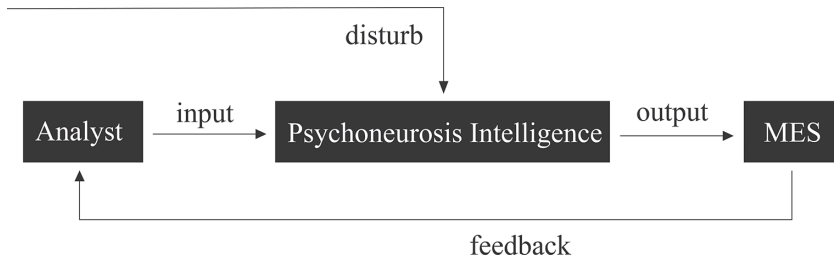 disturb
Analyst
input
Psychoneurosis Intelligence
output
MES
feedback